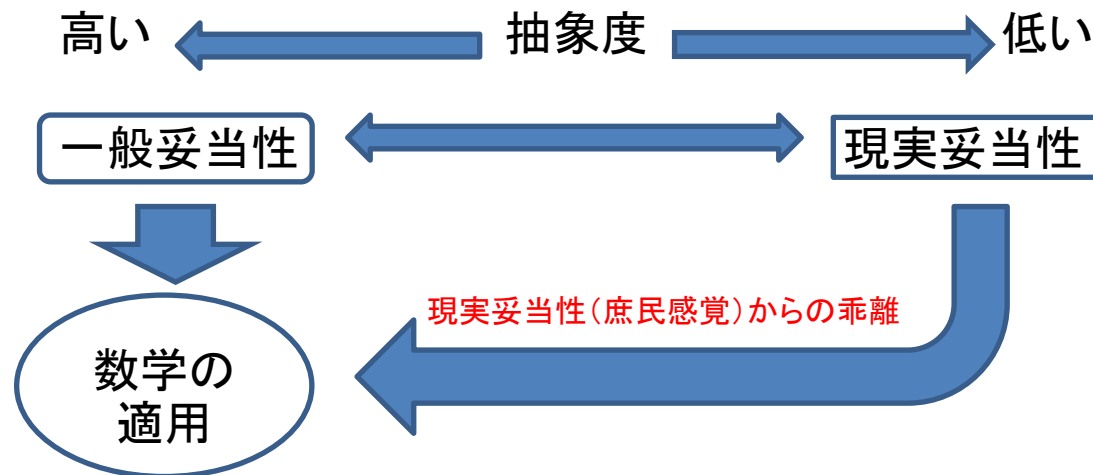 高い 抽象度 低い
一般妥当性 現実妥当性
現実妥当性（庶民感覚）からの乖離
数学の
適用